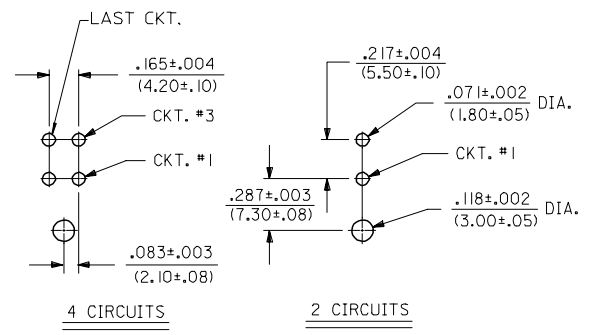 LAST CKT.
.165±.004
(4.20±.10)
CKT. #3
CKT. #1
.083±.003
(2.10±.08)
4 CIRCUITS
.217±.004
(5.50±.10)
.071±.002 DIA.
(1.80±.05)
CKT. #1
.287±.003
(7.30±.08)
.118±.002 DIA.
(3.00±.05)
2 CIRCUITS